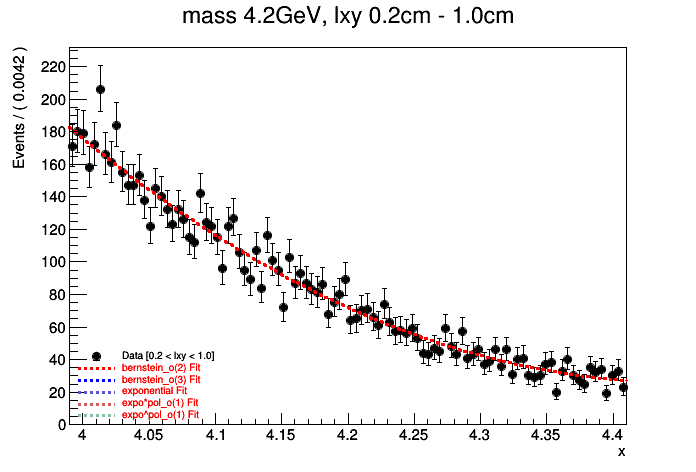 mass 4.2GeV, lxy 0.2cm - 1.0cm
Events / ( 0.0042 )
220
200
180
160
140
120
100
80
60
40
20
0
Data [0.2 < lxy < 1.0]
bernstein_o(2) Fit
bernstein_o(3) Fit
exponential Fit
expo*pol_o(1) Fit
expo^pol_o(1) Fit
4 4.05 4.1 4.15 4.2 4.25 4.3 4.35 4.4
x